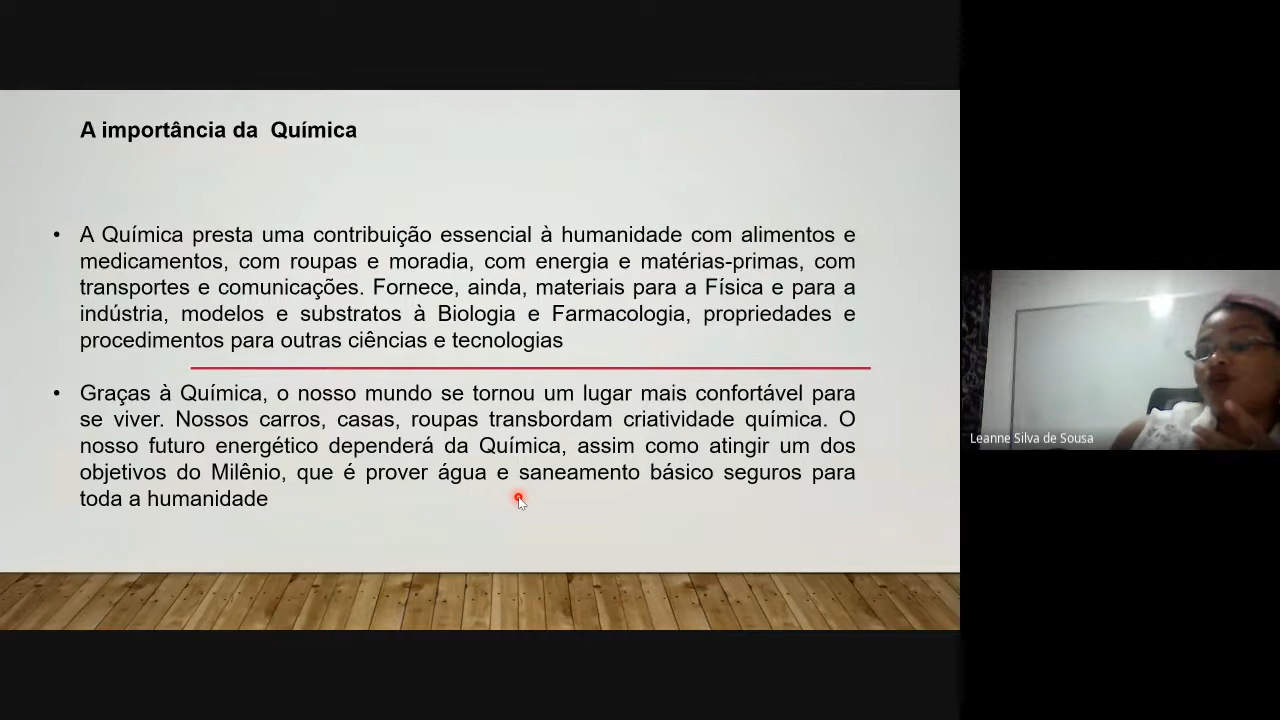 A importância da Química
• A Química presta uma contribuição essencial à humanidade com alimentos e
medicamentos, com roupas e moradia, com energia e matérias-primas, com
transportes e comunicações. Fornece, ainda, materiais para a Física e para a
indústria, modelos e substratos à Biologia e Farmacologia, propriedades e
procedimentos para outras ciências e tecnologias
• Graças à Química, o nosso mundo se tornou um lugar mais confortável para
se viver. Nossos carros, casas, roupas transbordam criatividade química. O
nosso futuro energético dependerá da Química, assim como atingir um dos
objetivos do Milênio, que é prover água e saneamento básico seguros para
toda a humanidade
Leanne Silva de Sousa